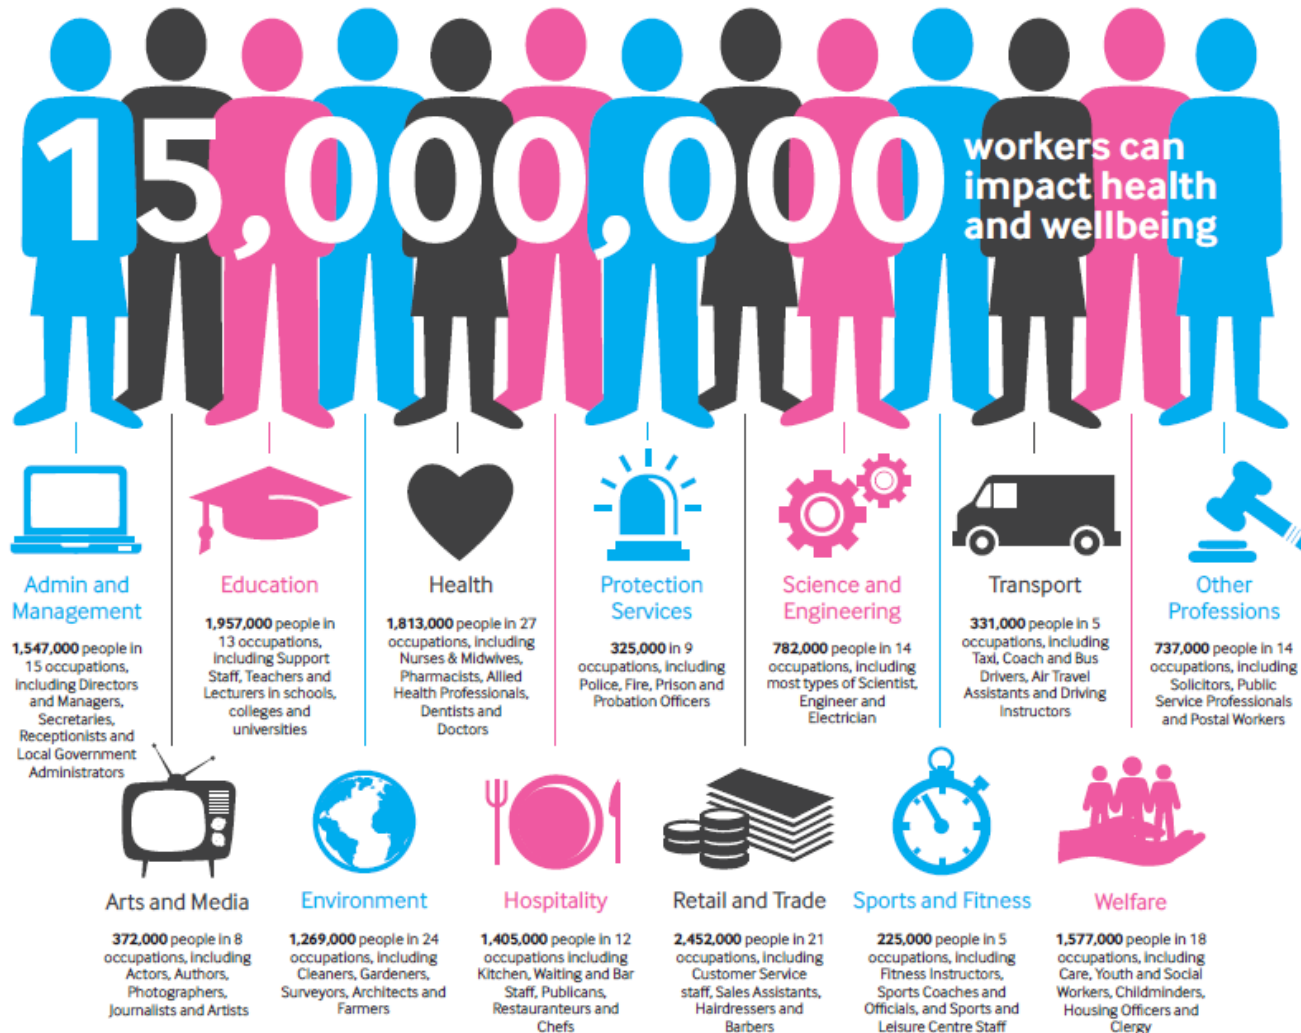 15,000,000
workers can
impact health
and wellbeing
Admin and
Management
1,547,000 people in
15 occupations,
including Directors
and Managers,
Secretaries,
Receptionists and
Local Government
Administrators
Education
1,957,000 people in
13 occupations,
including Support
Staff, Teachers and
Lecturers in schools,
colleges and
universities
Health
1,813,000 people in 27
occupations, including
Nurses & Midwives,
Pharmacists, Allied
Health Professionals,
Dentists and
Doctors
Protection
Services
325,000 in 9
occupations, including
Police, Fire, Prison and
Probation Officers
Science and
Engineering
782,000 people in 14
occupations, including
most types of Scientist,
Engineer and
Electrician
Transport
331,000 people in 5
occupations, including
Taxi, Coach and Bus
Drivers, Air Travel
Assistants and Driving
Instructors
Other
Professions
737,000 people in 14
occupations, including
Solicitors, Public
Service Professionals
and Postal Workers
Arts and Media
372,000 people in 8
occupations, including
Actors, Authors,
Photographers,
Journalists and Artists
Environment
1,269,000 people in 24
occupations, including
Cleaners, Gardeners,
Surveyors, Architects and
Farmers
Hospitality
1,405,000 people in 12
occupations including
Kitchen, Waiting and Bar
Staff, Publicans,
Restauranteurs and
Chefs
Retail and Trade
2,452,000 people in 21
occupations, including
Customer Service
staff, Sales Assistants,
Hairdressers and
Barbers
Sports and Fitness
225,000 people in 5
occupations, including
Fitness Instructors,
Sports Coaches and
Officials, and Sports and
Leisure Centre Staff
Welfare
1,577,000 people in 18
occupations, including
Care, Youth and Social
Workers, Childminders,
Housing Officers and
Clergy